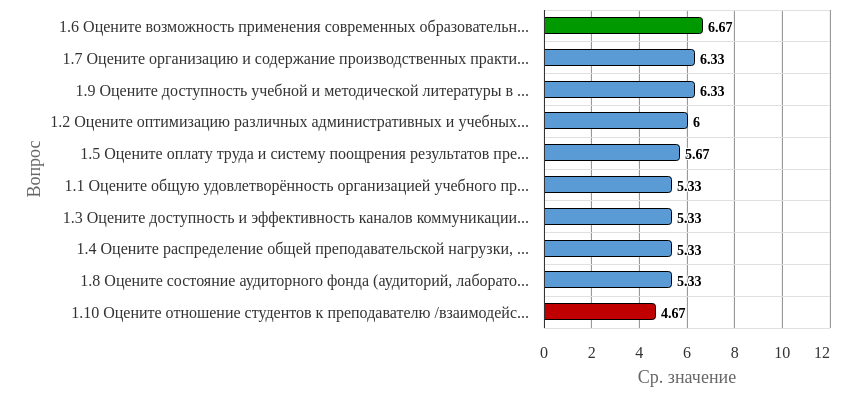 1.6 Оцените возможность применения современных образовательн... 6.67
1.7 Оцените организацию и содержание производственных практи... 6.33
1.9 Оцените доступность учебной и методической литературы в ... 6.33
1.2 Оцените оптимизацию различных административных и учебных... 6
1.5 Оцените оплату труда и систему поощрения результатов пре... 5.67
1.1 Оцените общую удовлетворённость организацией учебного пр... 5.33
1.3 Оцените доступность и эффективность каналов коммуникации... 5.33
1.4 Оцените распределение общей преподавательской нагрузки, ... 5.33
1.8 Оцените состояние аудиторного фонда (аудиторий, лаборато... 5.33
1.10 Оцените отношение студентов к преподавателю /взаимодейс... 4.67
Вопрос
0 2 4 6 8 10 12
Ср. значение